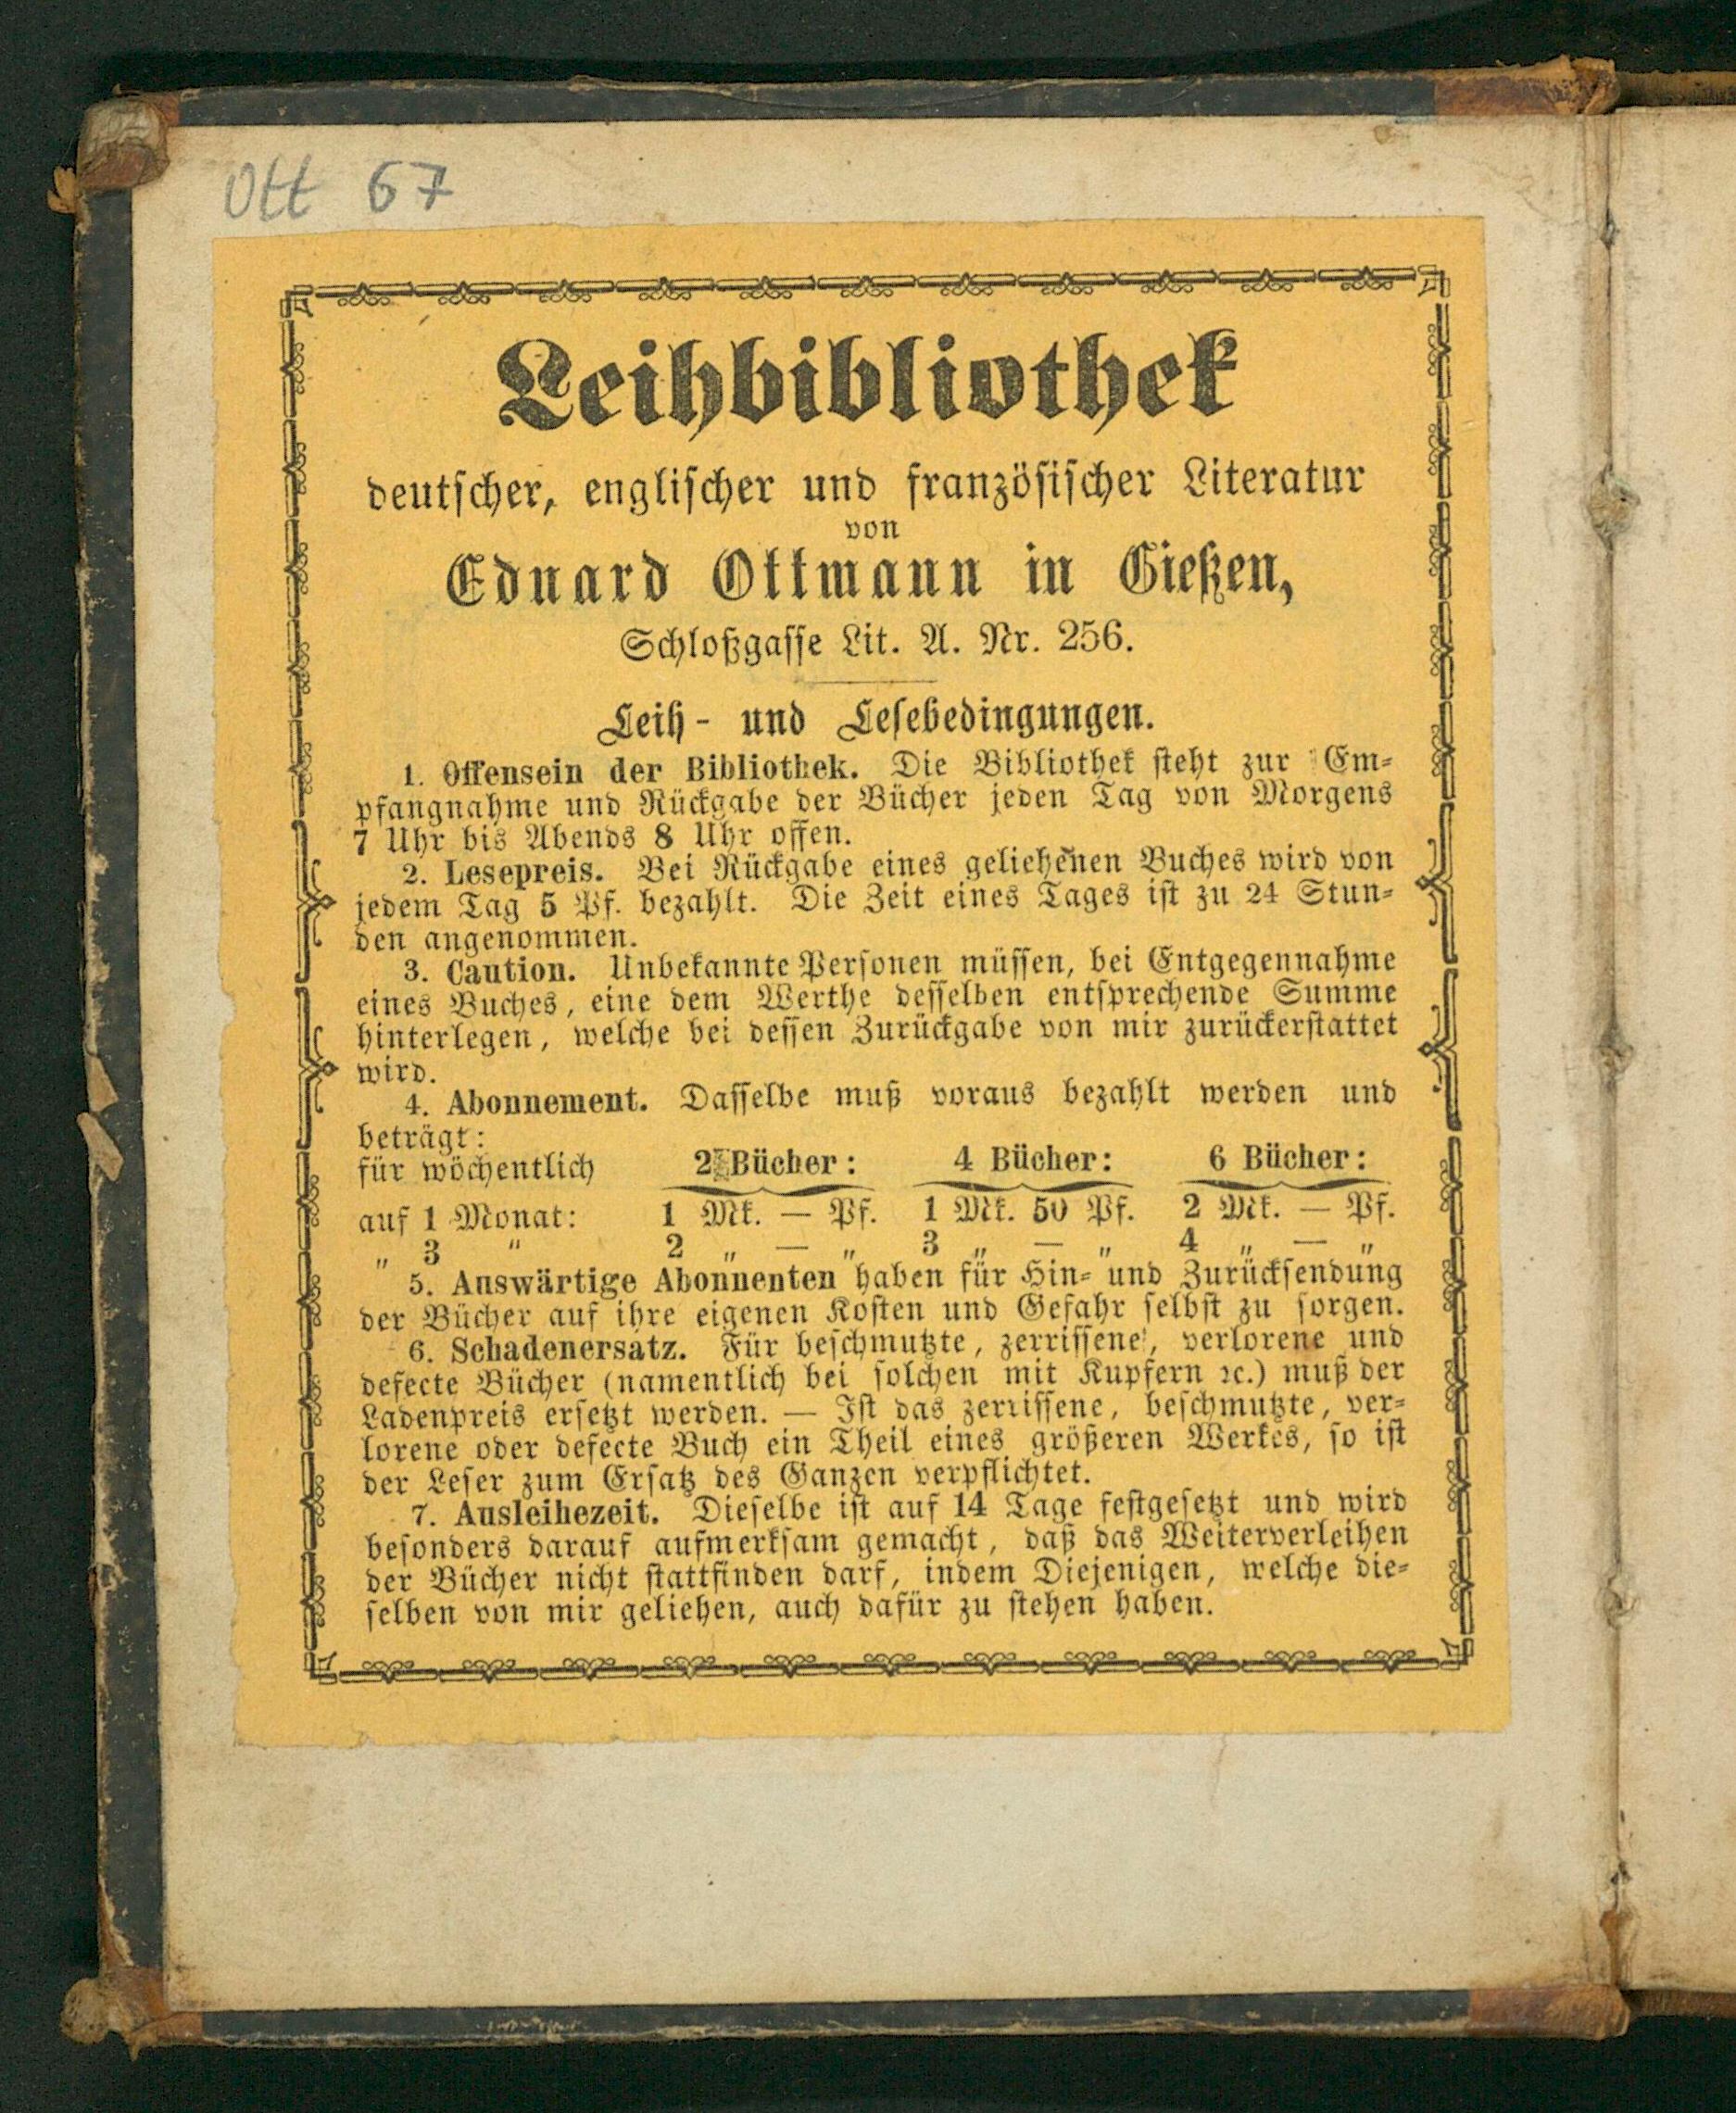 Ott 67
Leihbibliothek
deutscher, englischer und französischer Literatur
von
Eduard Ottmann in Gießen,
Schloßgasse Lit. A. Nr. 256.
Leih- und Lesebedingungen.
1. Offensein der Bibliothek. Die Bibliothek steht zur Em-
pfangnahme und Rückgabe der Bücher jeden Tag von Morgens
7 Uhr bis Abends 8 Uhr offen.
2. Lesepreis. Bei Rückgabe eines geliehenen Buches wird von
jedem Tag 5 Pf. bezahlt. Die Zeit eines Tages ist zu 24 Stun-
den angenommen.
3. Caution. Unbekannte Personen müssen, bei Entgegennahme
eines Buches, eine dem Werthe desselben entsprechende Summe
hinterlegen, welche bei dessen Zurückgabe von mir zurückerstattet
wird.
4. Abonnement. Dasselbe muß voraus bezahlt werden und
beträgt:
für wöchentlich 2 Bücher: 4 Bücher: 6 Bücher:
auf 1 Monat: 1 Mk. — Pf. 1 Mk. 50 Pf. 2 Mk. — Pf.
„ 3 „ 2 „ — „ 3 „ — „ 4 „ — „
5. Auswärtige Abonnenten haben für Hin- und Zurücksendung
der Bücher auf ihre eigenen Kosten und Gefahr selbst zu sorgen.
6. Schadenersatz. Für beschmutzte, zerrissene, verlorene und
defecte Bücher (namentlich bei solchen mit Kupfern ꝛc.) muß der
Ladenpreis ersetzt werden. — Ist das zerrissene, beschmutzte, ver-
lorene oder defecte Buch ein Theil eines größeren Werkes, so ist
der Leser zum Ersatz des Ganzen verpflichtet.
7. Ausleihezeit. Dieselbe ist auf 14 Tage festgesetzt und wird
besonders darauf aufmerksam gemacht, daß das Weiterverleihen
der Bücher nicht stattfinden darf, indem Diejenigen, welche die-
selben von mir geliehen, auch dafür zu stehen haben.